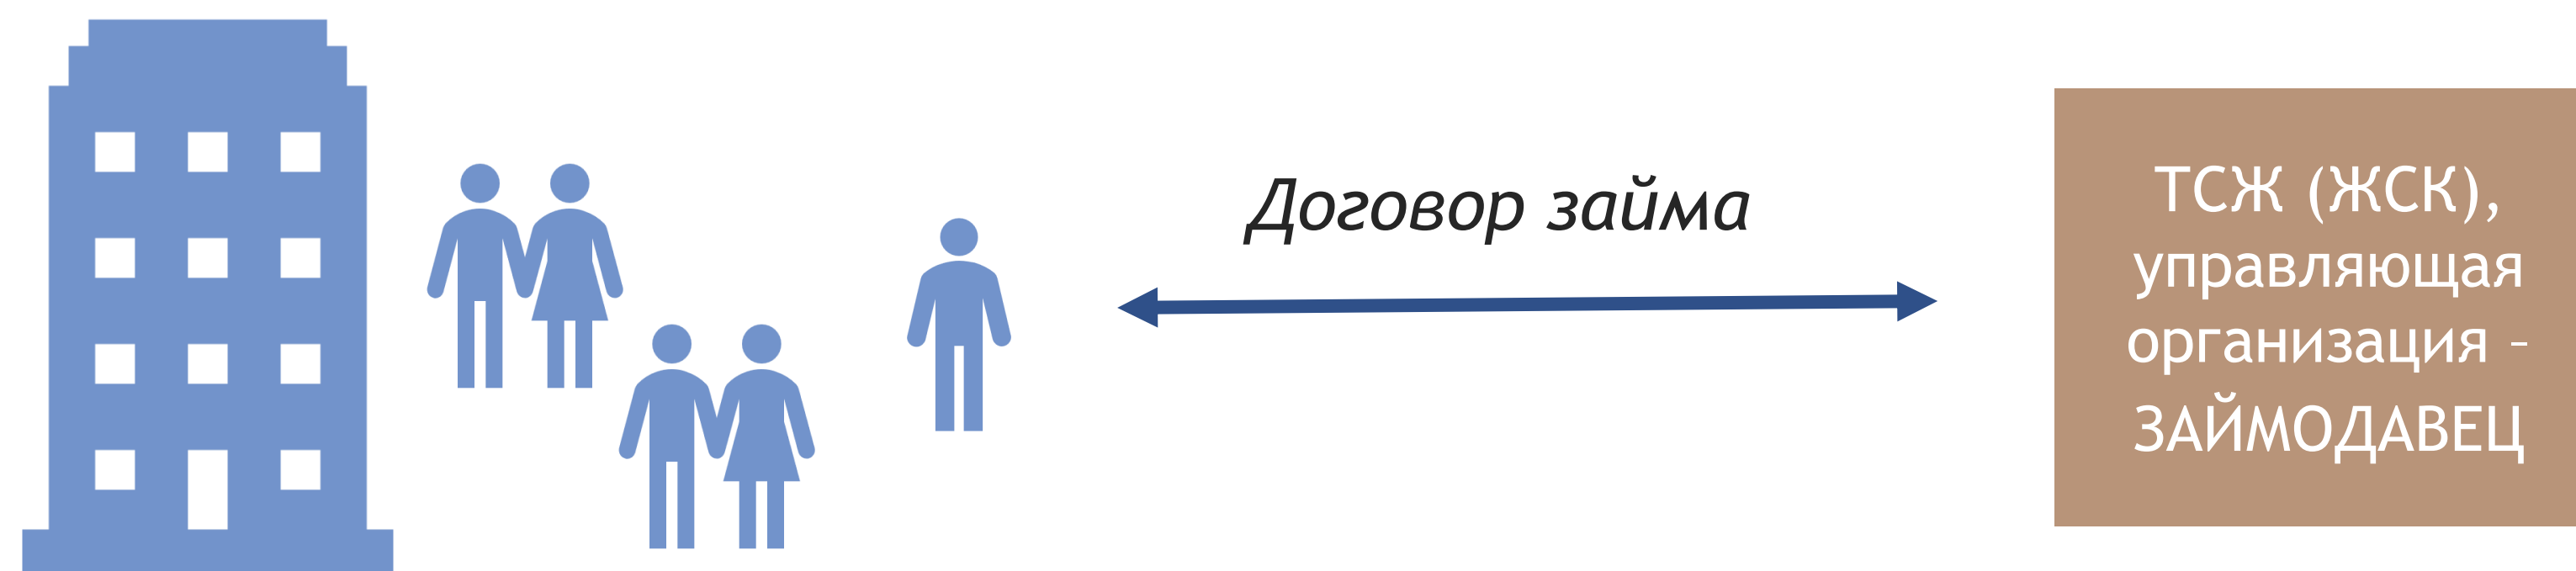 Договор займа
ТСЖ (ЖСК),
управляющая
организация –
ЗАЙМОДАВЕЦ